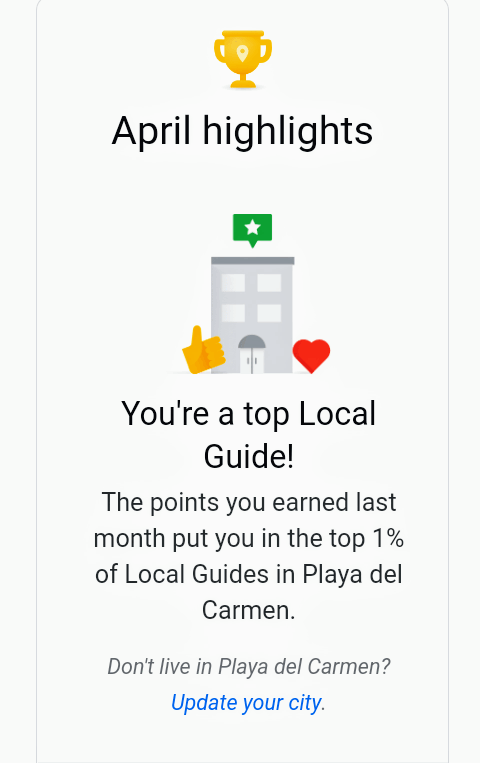 April highlights
You're a top Local
Guide!
The points you earned last
month put you in the top 1%
of Local Guides in Playa del
Carmen.
Don't live in Playa del Carmen?
Update your city.